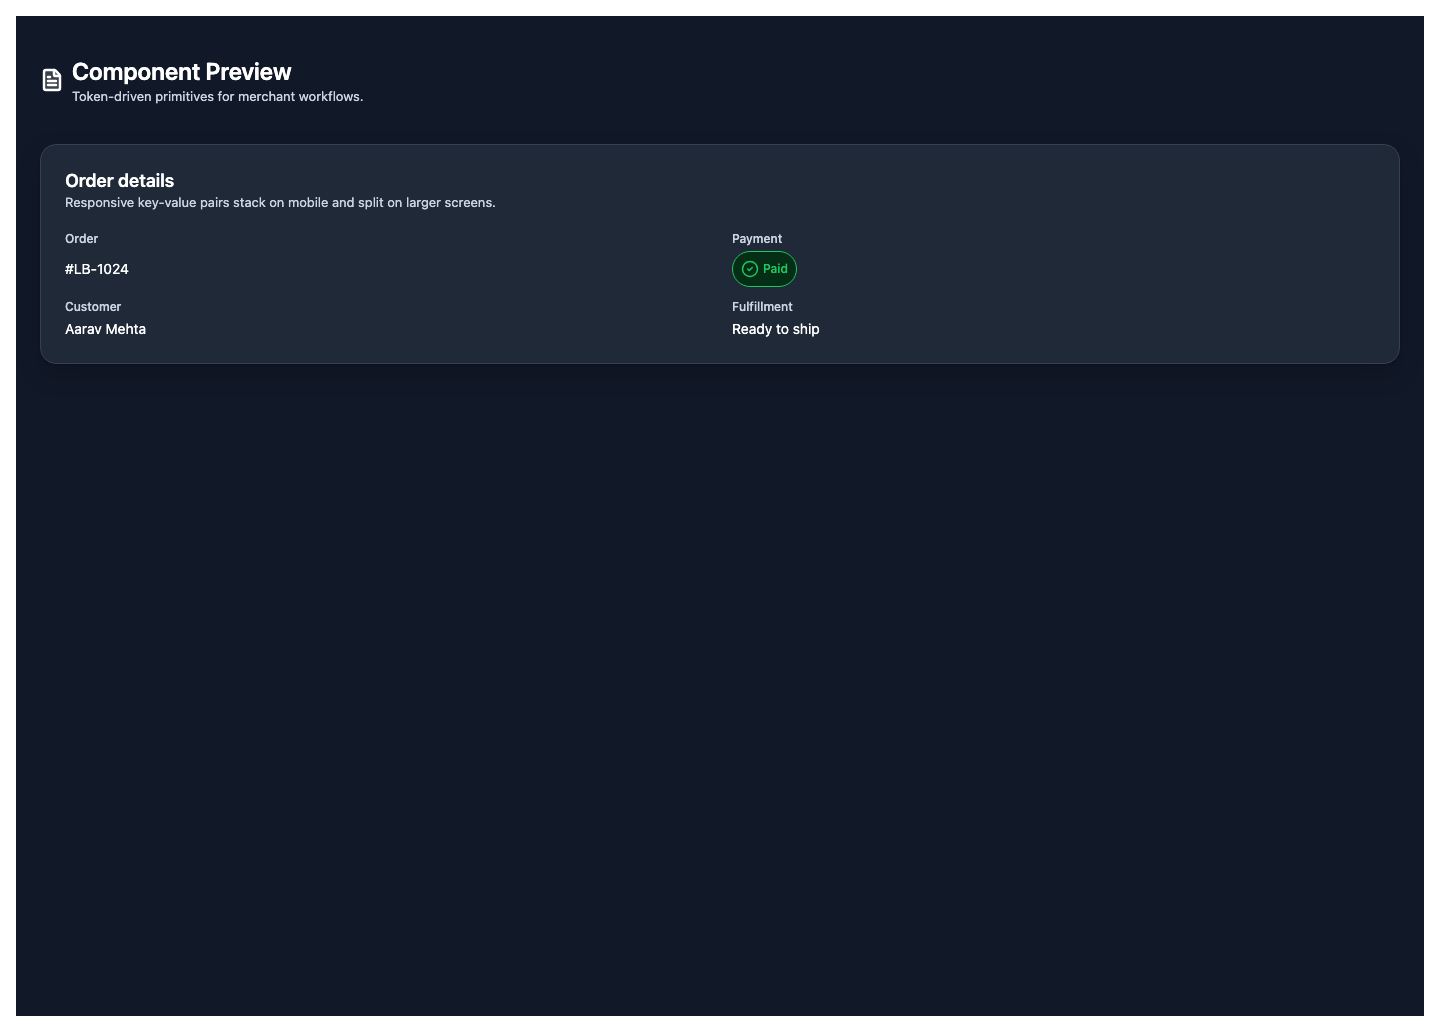 Component Preview
Token-driven primitives for merchant workflows.
Order details
Responsive key-value pairs stack on mobile and split on larger screens.
Order
#LB-1024
Payment
Paid
Customer
Aarav Mehta
Fulfillment
Ready to ship